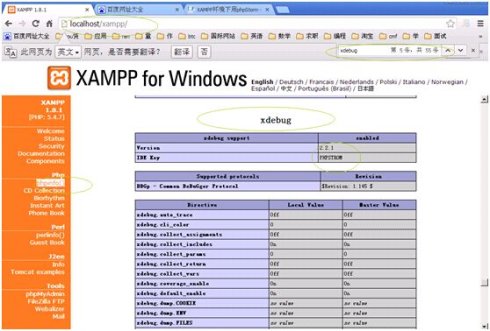 XAMPP 1.8.1
百度网址大全
XAMPP环境下用phpStorm
localhost/xampp/
百度网址大全
国际网站
英语
数学
考研
淘宝
cmf
学
面试
xdebug
第 5 条，共 55 条
此网页为
英文
网页，是否需要翻译？
翻译
否
XAMPP for Windows
English / Deutsch / Francais / Nederlands / Polski / Italiano / Norwegian /
Español / 中文 / Português (Brasil) / 日本語
XAMPP
1.8.1
[PHP: 5.4.7]
Welcome
Status
Security
Documentation
Components
Php
phpinfo()
CD Collection
Biorhythm
Instant Art
Phone Book
Perl
perlinfo()
Guest Book
J2ee
Info
Tomcat examples
Tools
phpMyAdmin
FileZilla FTP
Webalizer
Mail
xdebug
xdebug support enabled
Version 2.2.1
IDE Key PHPSTROM
Supported protocols Revision
DBGp - Common DeBuGger Protocol $Revision: 1.145 $
Directive Local Value Master Value
xdebug.auto_trace Off Off
xdebug.cli_color 0 0
xdebug.collect_assignments Off Off
xdebug.collect_includes On On
xdebug.collect_params 0 0
xdebug.collect_return Off Off
xdebug.collect_vars Off Off
xdebug.coverage_enable On On
xdebug.default_enable On On
xdebug.dump.COOKIE no value no value
xdebug.dump.ENV no value no value
xdebug.dump.FILES no value no value